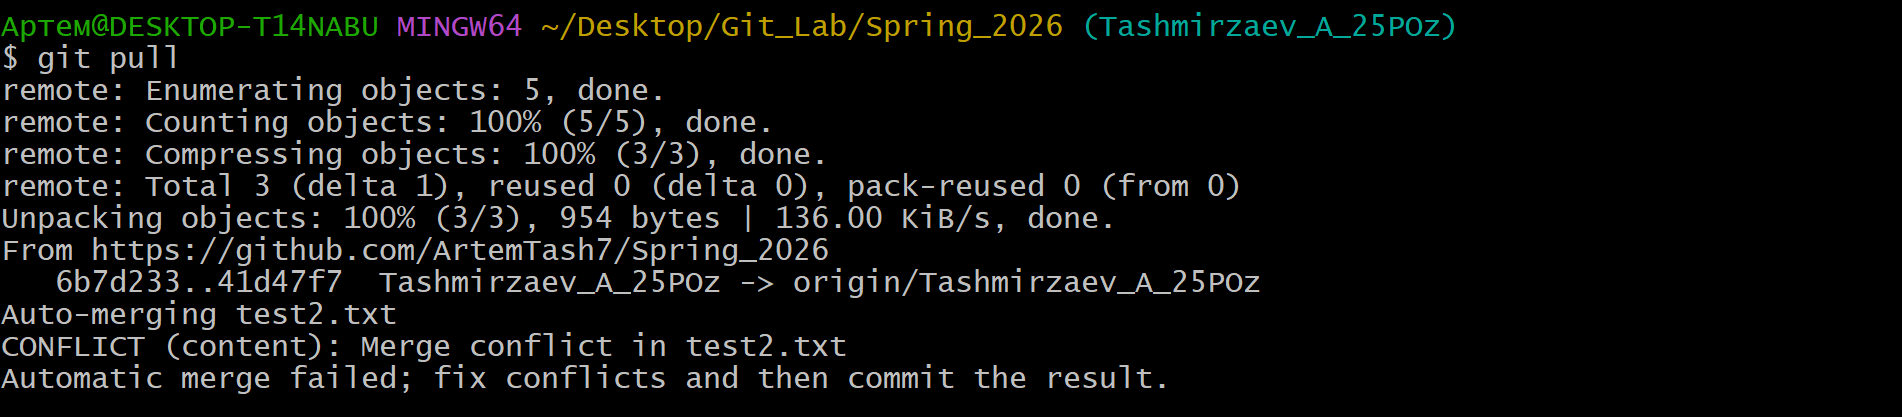 Артем@DESKTOP-T14NABU MINGW64 ~/Desktop/Git_Lab/Spring_2026 (Tashmirzaev_A_25POz)
$ git pull
remote: Enumerating objects: 5, done.
remote: Counting objects: 100% (5/5), done.
remote: Compressing objects: 100% (3/3), done.
remote: Total 3 (delta 1), reused 0 (delta 0), pack-reused 0 (from 0)
Unpacking objects: 100% (3/3), 954 bytes | 136.00 KiB/s, done.
From https://github.com/ArtemTash7/Spring_2026
   6b7d233..41d47f7  Tashmirzaev_A_25POz -> origin/Tashmirzaev_A_25POz
Auto-merging test2.txt
CONFLICT (content): Merge conflict in test2.txt
Automatic merge failed; fix conflicts and then commit the result.